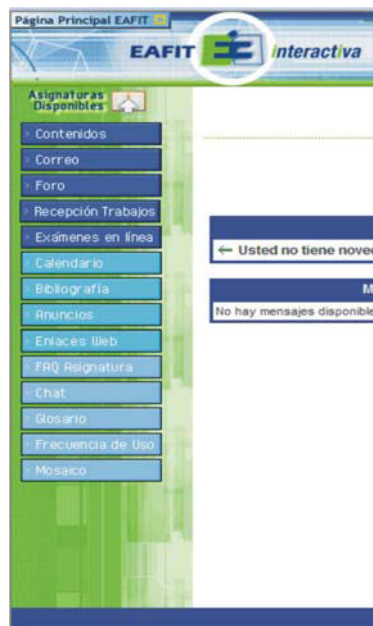 Página Principal EAFIT
EAFIT interactiva
Asignaturas
Disponibles
Contenidos
Correo
Foro
Recepción Trabajos
Exámenes en línea
Calendario
Bibliografía
Anuncios
Enlaces Web
FAQ Asignatura
Chat
Glosario
Frecuencia de Uso
Mosaico
← Usted no tiene nove
M
No hay mensajes disponible